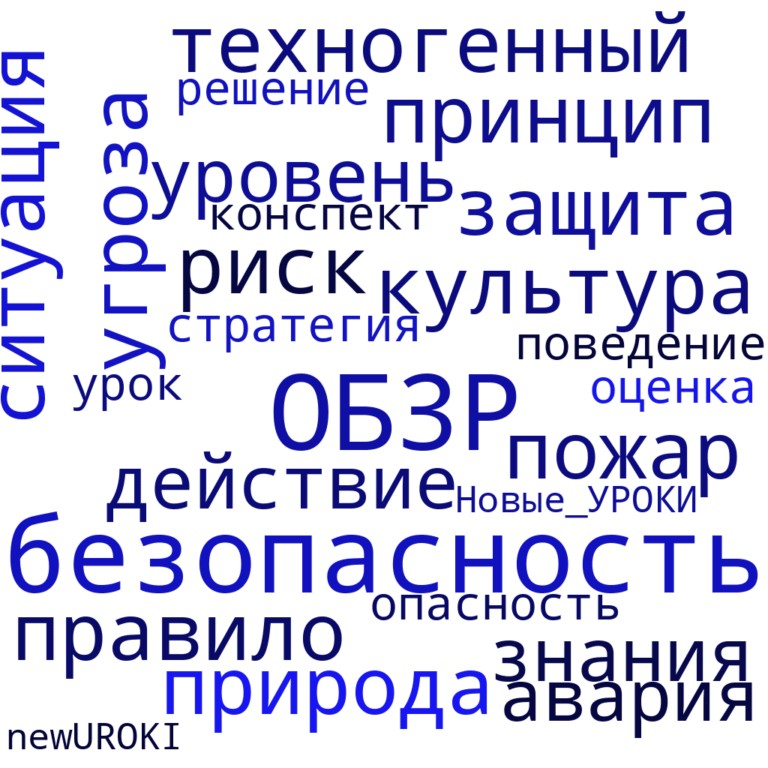 техногенный
ситуация
решение
угроза
принцип
уровень
защита
конспект
риск
культура
стратегия
поведение
урок
ОБЗР
оценка
пожар
действие
Новые_УРОКИ
безопасность
опасность
правило
знания
природа
авария
newUROKI